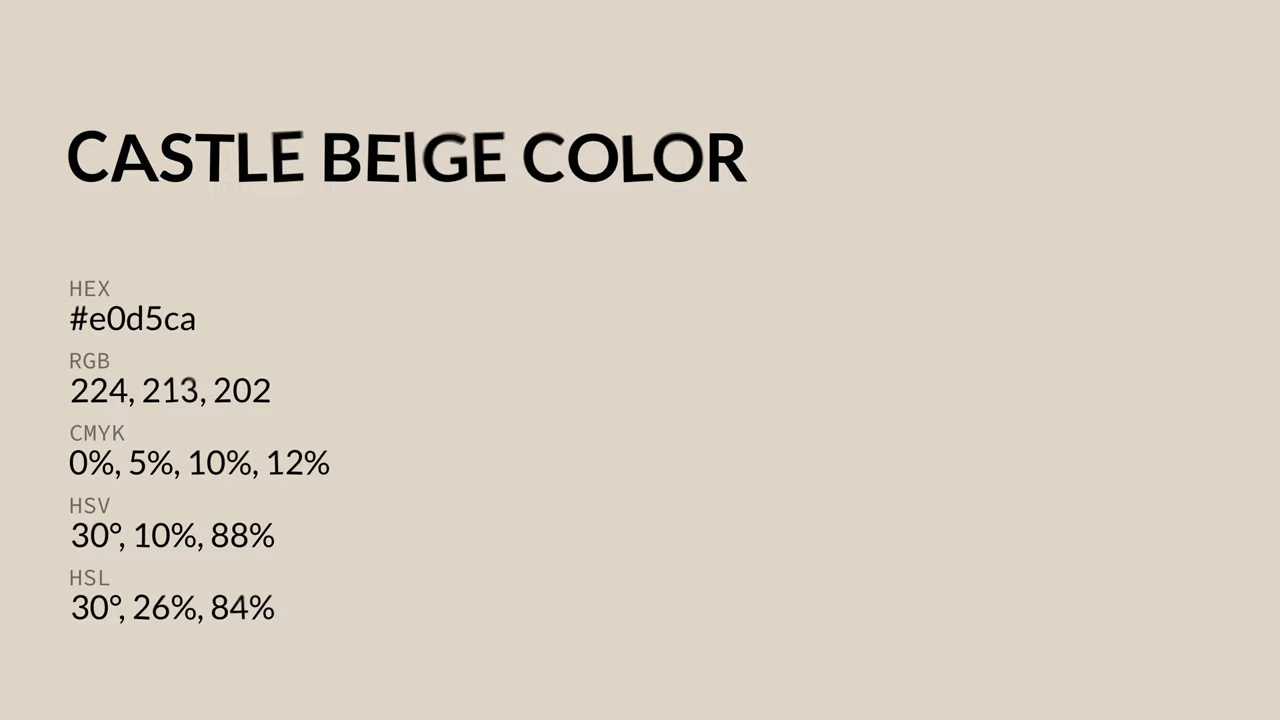 CASTLE BEIGE COLOR
HEX
#e0d5ca
RGB
224, 213, 202
CMYK
0%, 5%, 10%, 12%
HSV
30°, 10%, 88%
HSL
30°, 26%, 84%